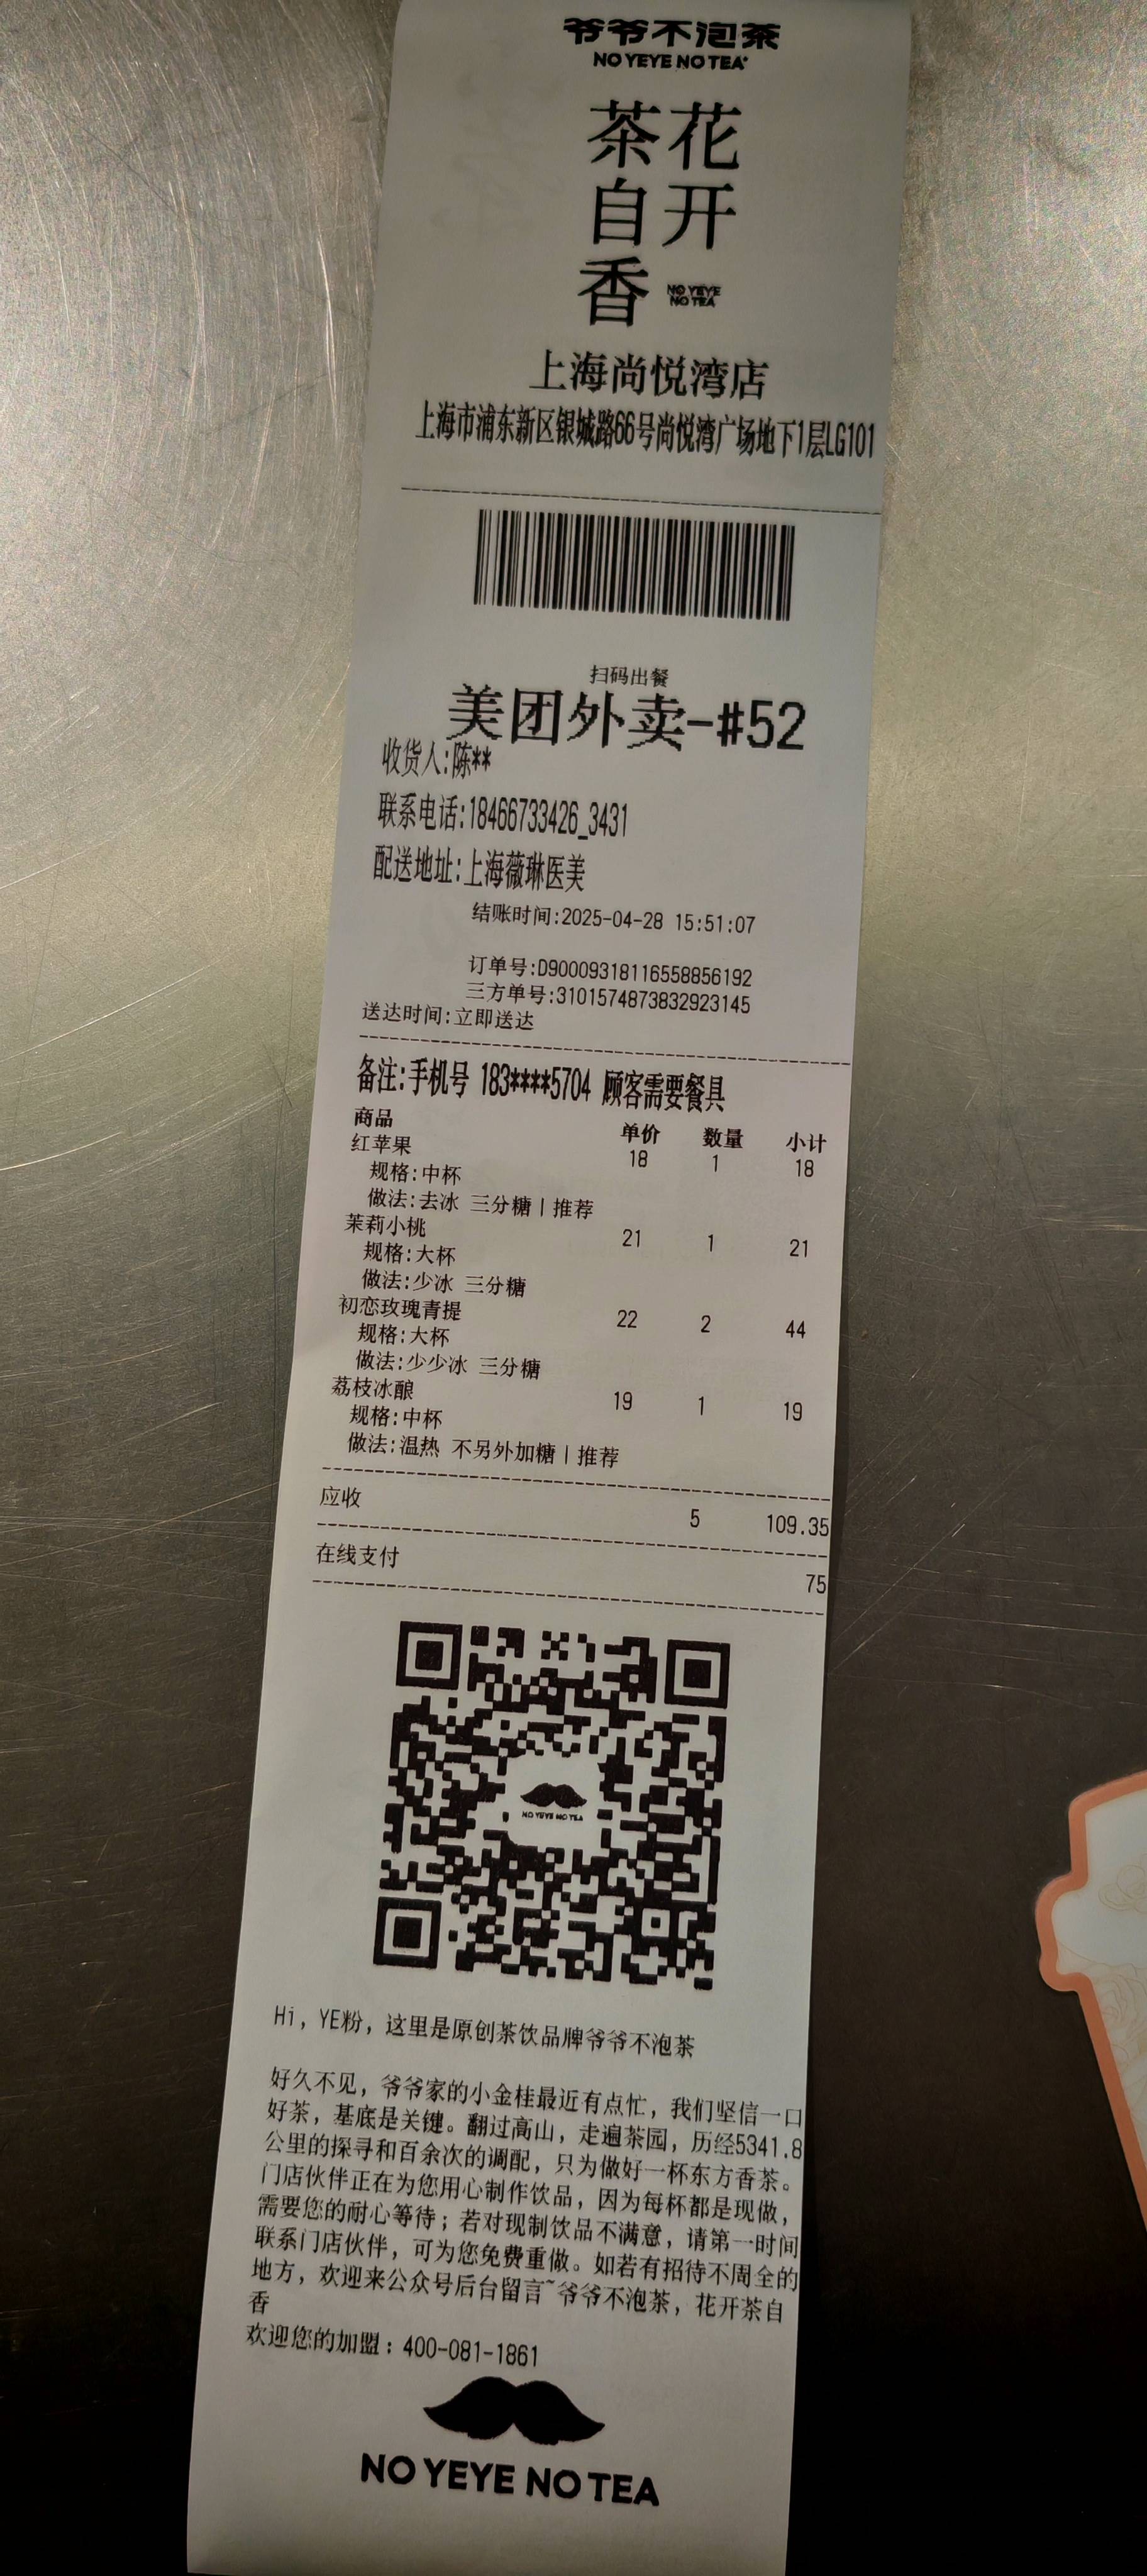 爷爷不泡茶
NO YEYE NO TEA
花开
茶自香
NO YEYE
NO TEA
上海尚悦湾店
上海市浦东新区银城路66号尚悦湾广场地下1层LG101
扫码出餐
美团外卖-#52
收货人:陈**
联系电话:18466733426_3431
配送地址:上海薇琳医美
结账时间:2025-04-28 15:51:07
订单号:D90009318116558856192
三方单号:3101574873832923145
送达时间:立即送达
备注:手机号 183****5704 顾客需要餐具
商品 单价 数量 小计
红苹果 18 1 18
规格:中杯
做法:去冰 三分糖|推荐
茉莉小桃 21 1 21
规格:大杯
做法:少冰 三分糖
初恋玫瑰青提 22 2 44
规格:大杯
做法:少少冰 三分糖
荔枝冰酿 19 1 19
规格:中杯
做法:温热 不另外加糖|推荐
应收 5 109.35
在线支付 75
NO YEYE NO TEA
Hi, YE粉, 这里是原创茶饮品牌爷爷不泡茶
好久不见, 爷爷家的小金桂最近有点忙, 我们坚信一口
好茶, 基底是关键。翻过高山, 走遍茶园, 历经5341.8
公里的探寻和百余次的调配, 只为做好一杯东方香茶。
门店伙伴正在为您用心制作饮品, 因为每杯都是现做,
需要您的耐心等待; 若对现制饮品不满意, 请第一时间
联系门店伙伴, 可为您免费重做。如若有招待不周全的
地方, 欢迎来公众号后台留言~爷爷不泡茶, 花开茶自
香
欢迎您的加盟: 400-081-1861
NO YEYE NO TEA